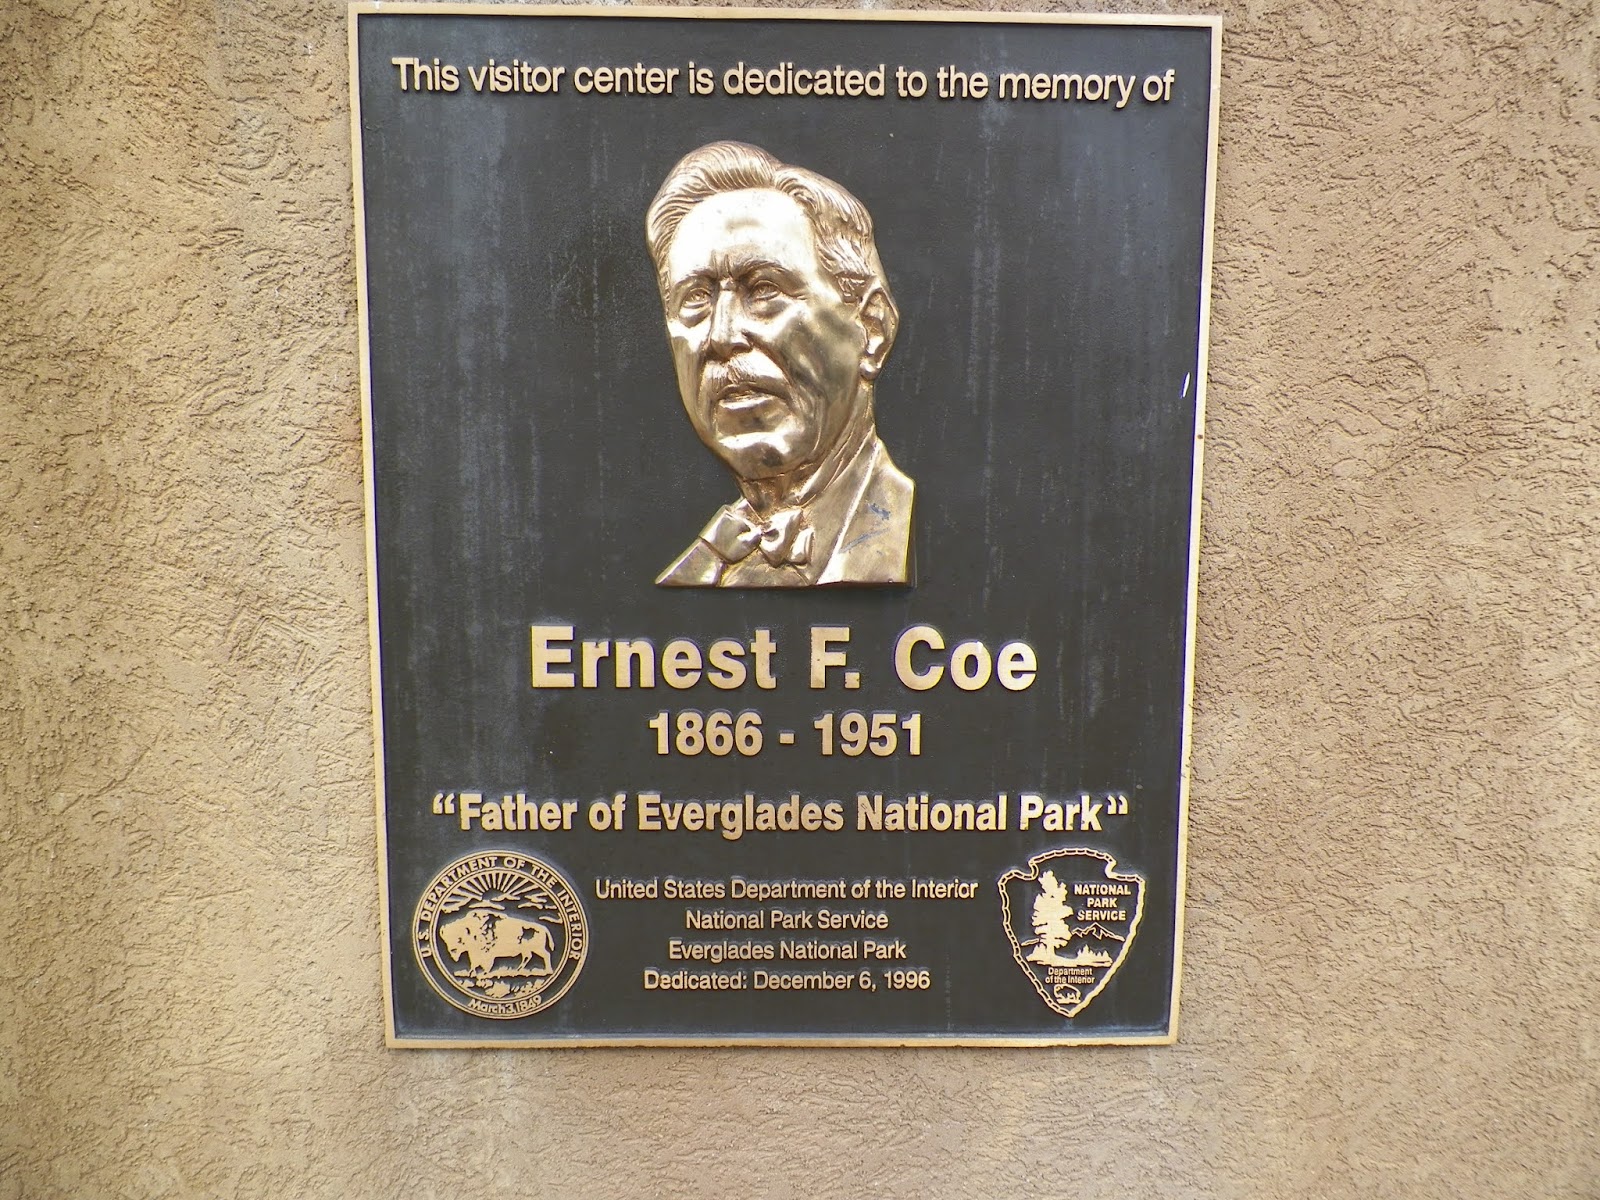 This visitor center is dedicated to the memory of
Ernest F. Coe
1866 - 1951
“Father of Everglades National Park”
U.S. DEPARTMENT OF THE INTERIOR
March 3, 1849
United States Department of the Interior
National Park Service
Everglades National Park
Dedicated: December 6, 1996
NATIONAL
PARK
SERVICE
Department
of the Interior